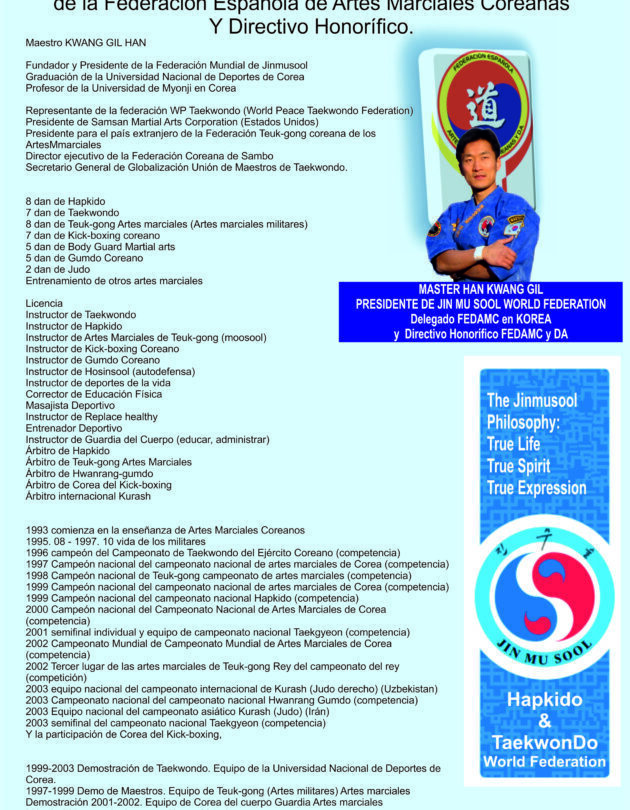 de la Federación Española de Artes Marciales Coreanas
Y Directivo Honorífico.
Maestro KWANG GIL HAN
Fundador y Presidente de la Federación Mundial de Jinmusool
Graduación de la Universidad Nacional de Deportes de Corea
Profesor de la Universidad de Myonji en Corea
Representante de la federación WP Taekwondo (World Peace Taekwondo Federation)
Presidente de Samsan Martial Arts Corporation (Estados Unidos)
Presidente para el país extranjero de la Federación Teuk-gong coreana de los
ArtesMmarciales
Director ejecutivo de la Federación Coreana de Sambo
Secretario General de Globalización Unión de Maestros de Taekwondo.
8 dan de Hapkido
7 dan de Taekwondo
8 dan de Teuk-gong Artes marciales (Artes marciales militares)
7 dan de Kick-boxing coreano
5 dan de Body Guard Martial arts
5 dan de Gumdo Coreano
2 dan de Judo
Entrenamiento de otros artes marciales
Licencia
Instructor de Taekwondo
Instructor de Hapkido
Instructor de Artes Marciales de Teuk-gong (moosool)
Instructor de Kick-boxing Coreano
Instructor de Gumdo Coreano
Instructor de Hosinsool (autodefensa)
Instructor de deportes de la vida
Corrector de Educación Física
Masajista Deportivo
Instructor de Replace healthy
Entrenador Deportivo
Instructor de Guardia del Cuerpo (educar, administrar)
Árbitro de Hapkido
Árbitro de Teuk-gong Artes Marciales
Árbitro de Hwanrang-gumdo
Árbitro de Corea del Kick-boxing
Árbitro internacional Kurash
1993 comienza en la enseñanza de Artes Marciales Coreanos
1995. 08 - 1997. 10 vida de los militares
1996 campeón del Campeonato de Taekwondo del Ejército Coreano (competencia)
1997 Campeón nacional del campeonato nacional de artes marciales de Corea (competencia)
1998 Campeón nacional de Teuk-gong campeonato de artes marciales (competencia)
1999 Campeón nacional del campeonato nacional de artes marciales de Corea (competencia)
1999 Campeón nacional del campeonato nacional Hapkido (competencia)
2000 Campeón nacional del Campeonato Nacional de Artes Marciales de Corea
(competencia)
2001 semifinal individual y equipo de campeonato nacional Taekgyeon (competencia)
2002 Campeonato Mundial de Campeonato Mundial de Artes Marciales de Corea
(competencia)
2002 Tercer lugar de las artes marciales de Teuk-gong Rey del campeonato del rey
(competición)
2003 equipo nacional del campeonato internacional de Kurash (Judo derecho) (Uzbekistan)
2003 Campeonato nacional del campeonato nacional Hwanrang Gumdo (competencia)
2003 Equipo nacional del campeonato asiático Kurash (Judo) (Irán)
2003 semifinal del campeonato nacional Taekgyeon (competencia)
Y la participación de Corea del Kick-boxing,
1999-2003 Demostración de Taekwondo. Equipo de la Universidad Nacional de Deportes de
Corea.
1997-1999 Demo de Maestros. Equipo de Teuk-gong (Artes militares) Artes marciales
Demostración 2001-2002. Equipo de Corea del cuerpo Guardia Artes marciales
FEDERACIÓN ESPAÑOLA
道
MASTER HAN KWANG GIL
PRESIDENTE DE JIN MU SOOL WORLD FEDERATION
Delegado FEDAMC en KOREA
y Directivo Honorífico FEDAMC y DA
The Jinmusool
Philosophy:
True Life
True Spirit
True Expression
JIN MU SOOL
Hapkido
&
TaekwonDo
World Federation